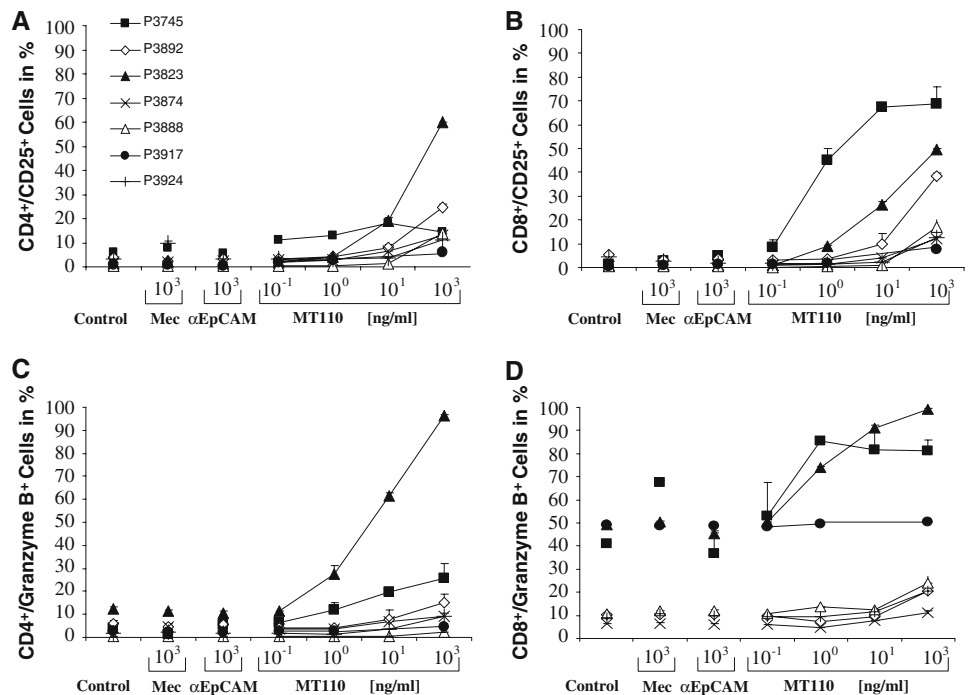 A
CD4⁺/CD25⁺ Cells in %
100
90
80
70
60
50
40
30
20
10
0
P3745
P3892
P3823
P3874
P3888
P3917
P3924
10³ 10³ 10⁻¹ 10⁰ 10¹ 10³
Control Mec αEpCAM MT110 [ng/ml]
B
CD8⁺/CD25⁺ Cells in %
100
90
80
70
60
50
40
30
20
10
0
10³ 10³ 10⁻¹ 10⁰ 10¹ 10³
Control Mec αEpCAM MT110 [ng/ml]
C
CD4⁺/Granzyme B⁺ Cells in %
100
90
80
70
60
50
40
30
20
10
0
10³ 10³ 10⁻¹ 10⁰ 10¹ 10³
Control Mec αEpCAM MT110 [ng/ml]
D
CD8⁺/Granzyme B⁺ Cells in %
100
90
80
70
60
50
40
30
20
10
0
10³ 10³ 10⁻¹ 10⁰ 10¹ 10³
Control Mec αEpCAM MT110 [ng/ml]